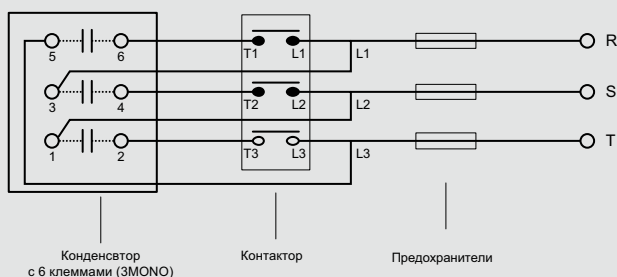 5 6 T1 L1 L1 R
3 4 T2 L2 L2 S
1 2 T3 L3 L3 T
Конденсвтор
с 6 клеммами (3MONO)
Контактор
Предохранители